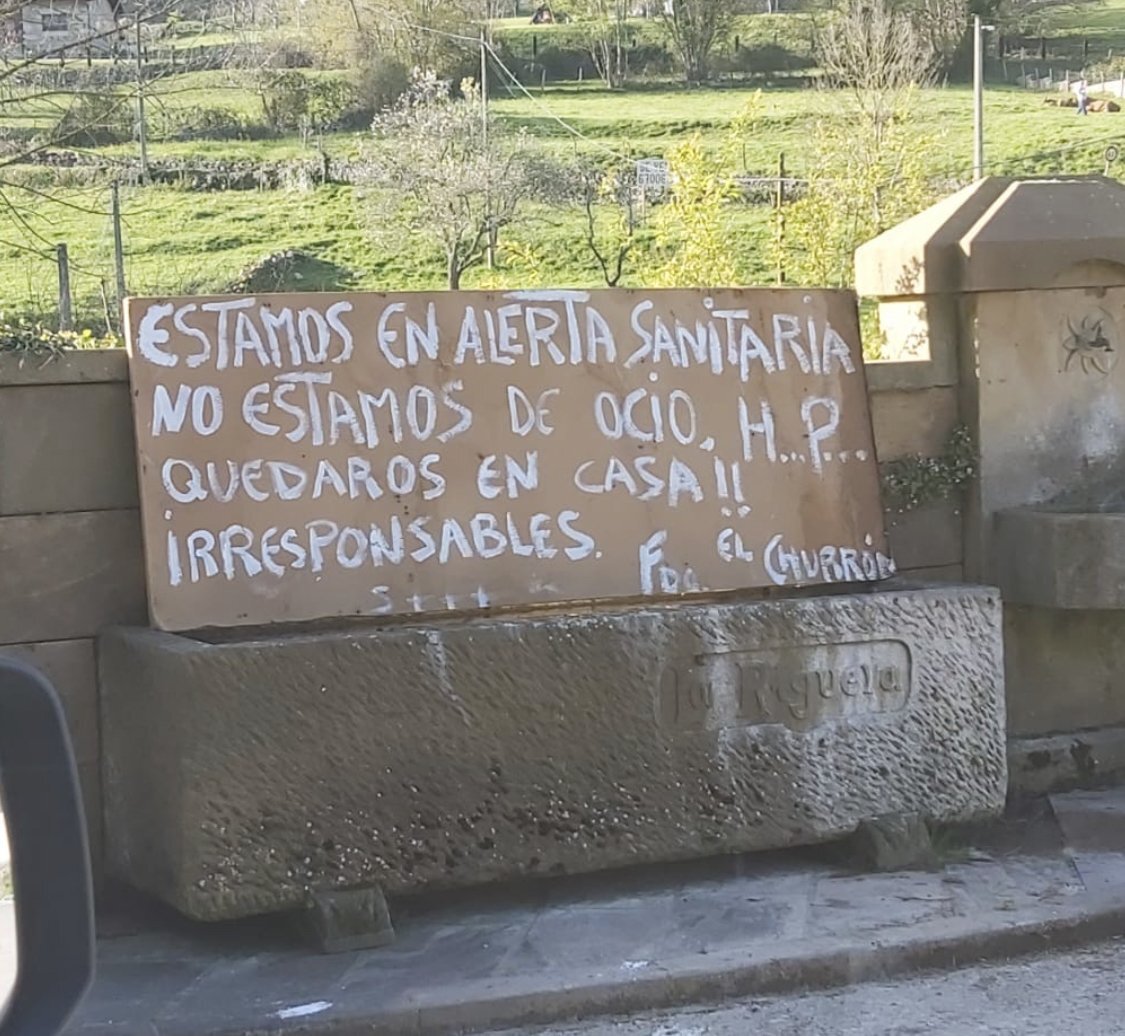 ESTAMOS EN ALERTA SANITARIA
NO ESTAMOS DE OCIO, H..P...
QUEDAROS EN CASA!!
IRRESPONSABLES.
FDO. EL CHURRÓN
la Reguera